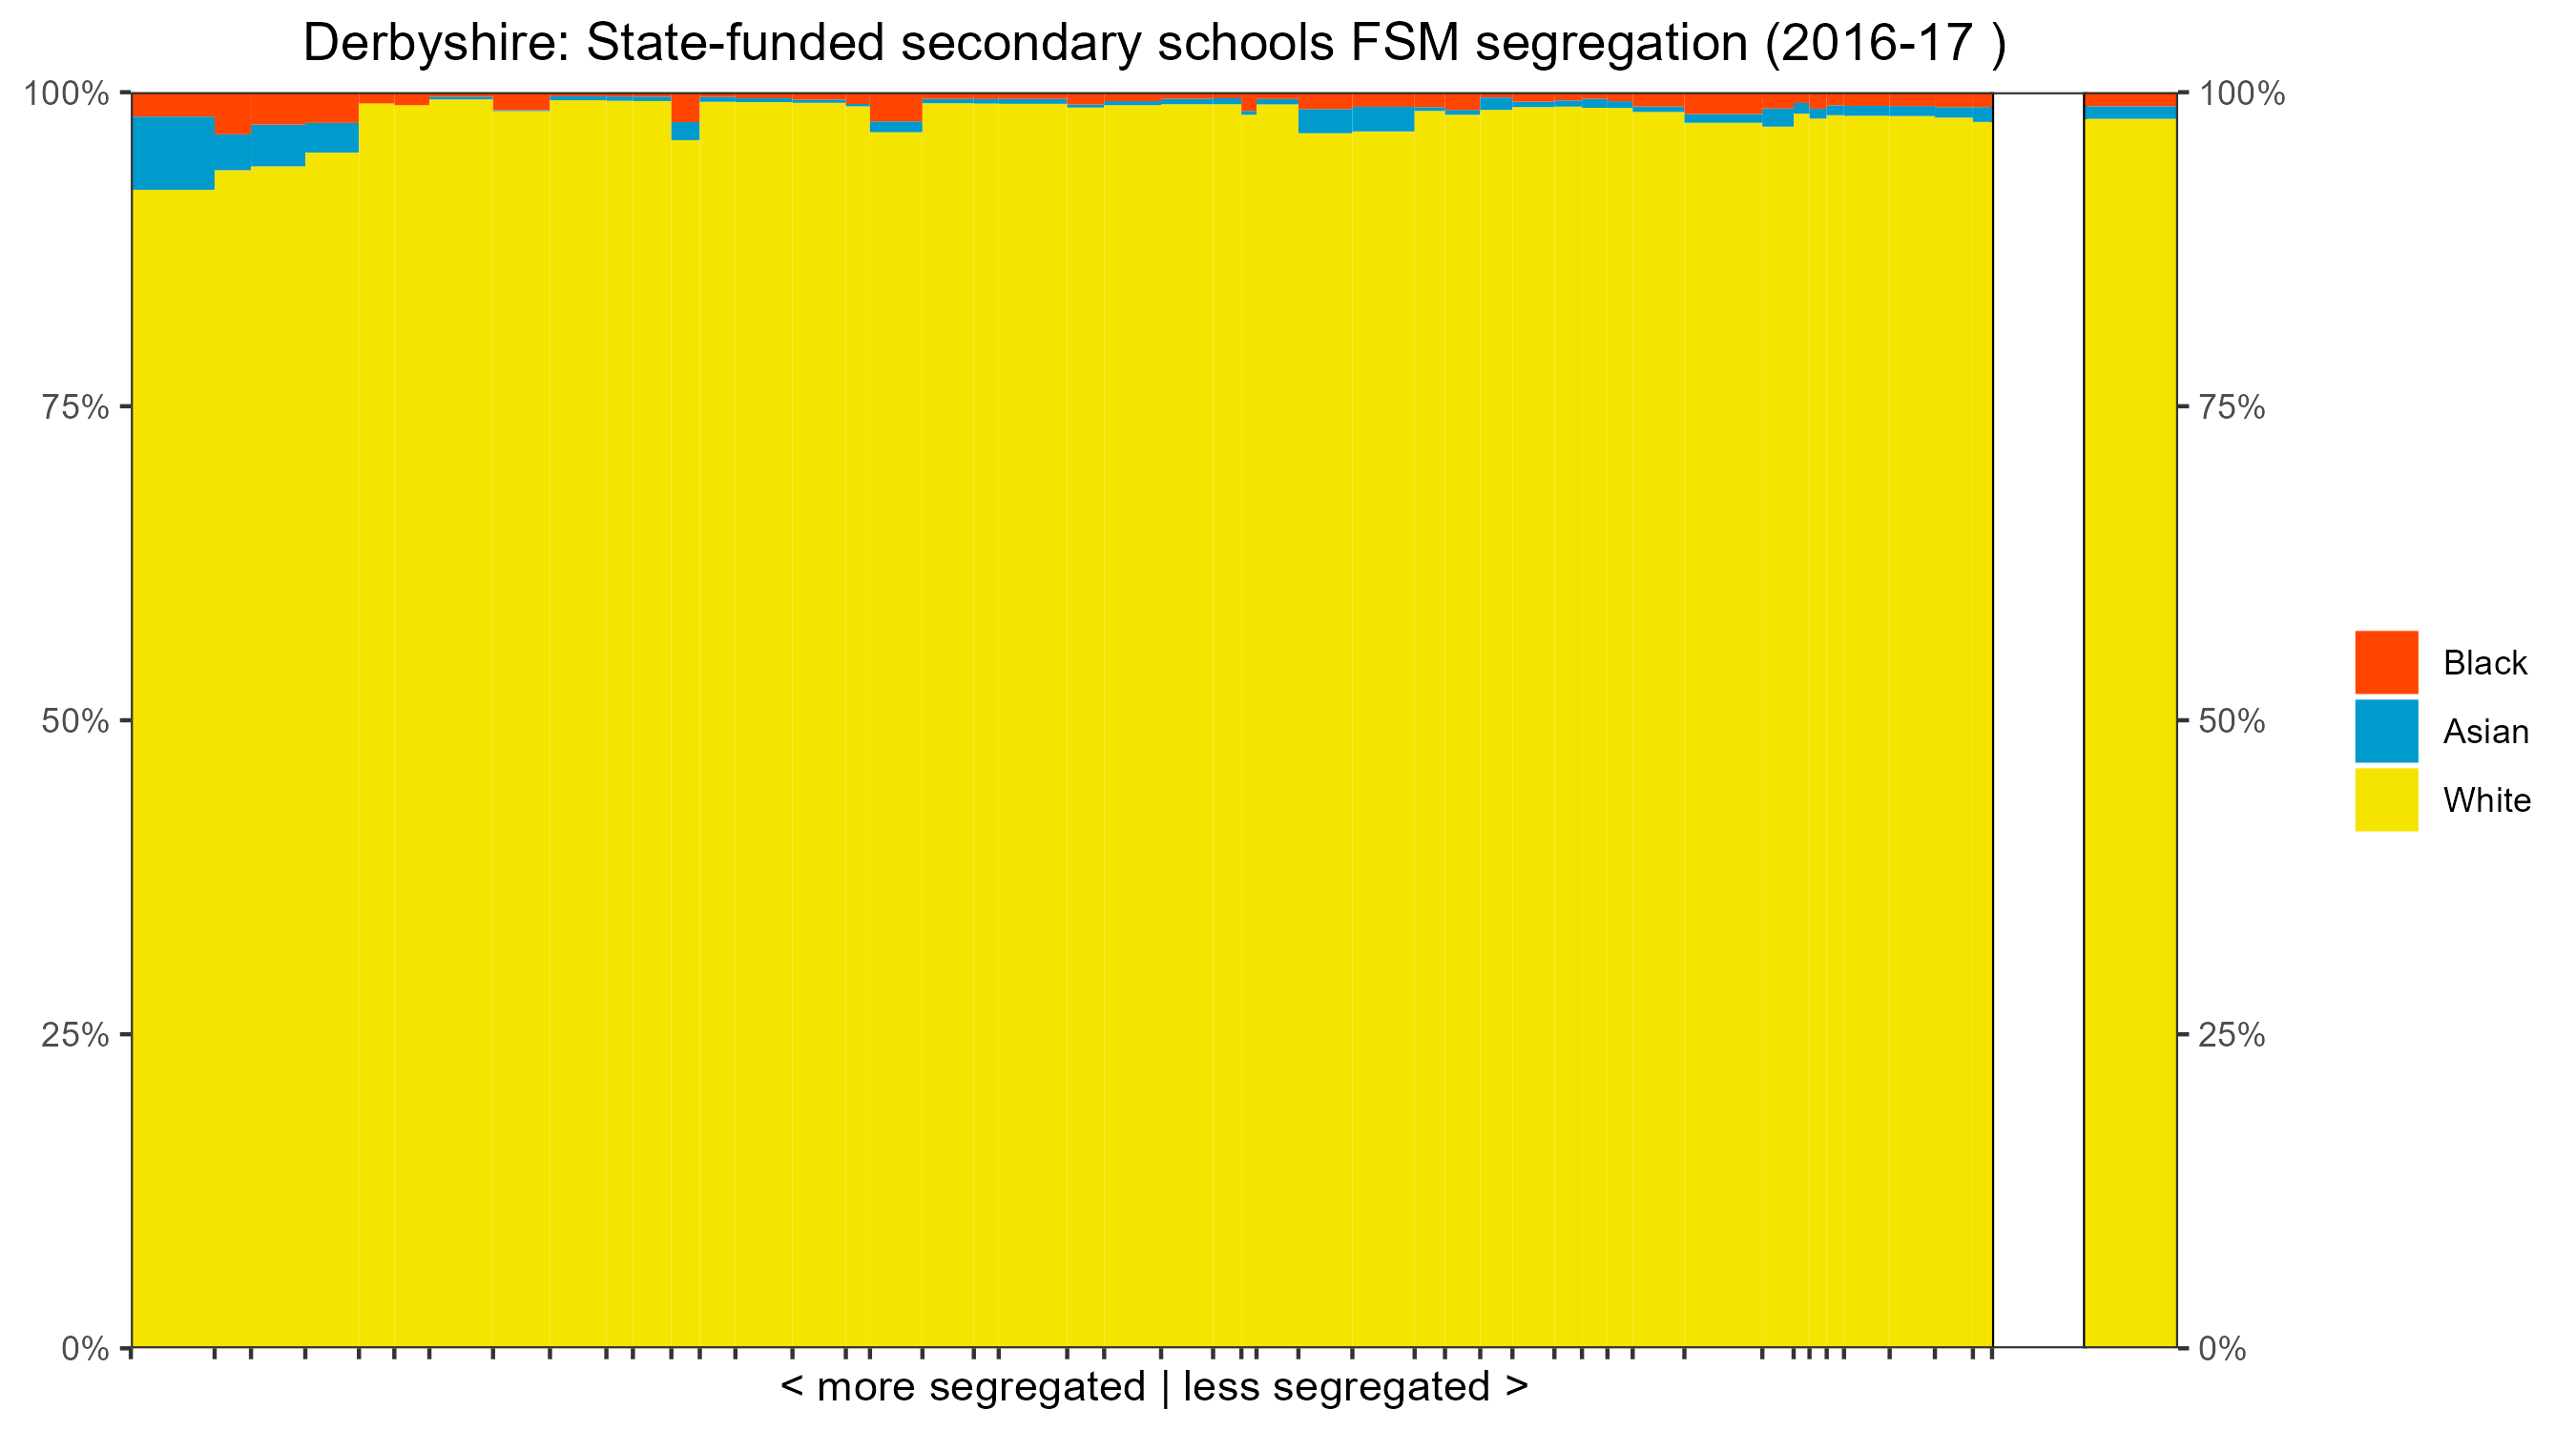 Derbyshire: State-funded secondary schools FSM segregation (2016-17 )
100%
75%
50%
25%
0%
100%
75%
50%
25%
0%
Black
Asian
White
< more segregated | less segregated >